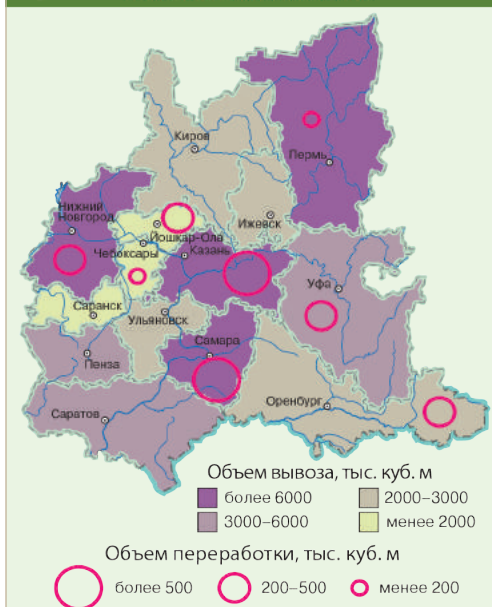 Киров
Пермь
Нижний
Новгород
Ижевск
Йошкар-Ола
Чебоксары
Казань
Уфа
Саранск
Ульяновск
Самара
Пенза
Оренбург
Саратов
Объем вывоза, тыс. куб. м
более 6000
2000–3000
3000–6000
менее 2000
Объем переработки, тыс. куб. м
более 500
200–500
менее 200